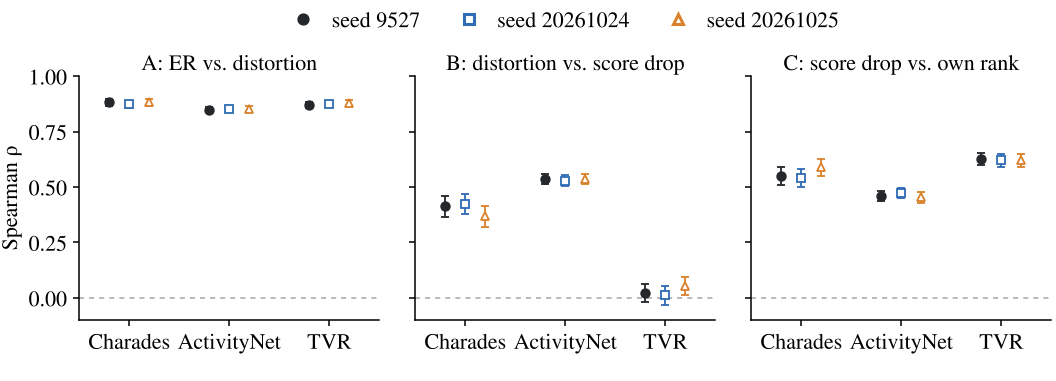 seed 9527 seed 20261024 seed 20261025
A: ER vs. distortion
B: distortion vs. score drop
C: score drop vs. own rank
Spearman ρ
1.00
0.75
0.50
0.25
0.00
Charades ActivityNet TVR
Charades ActivityNet TVR
Charades ActivityNet TVR